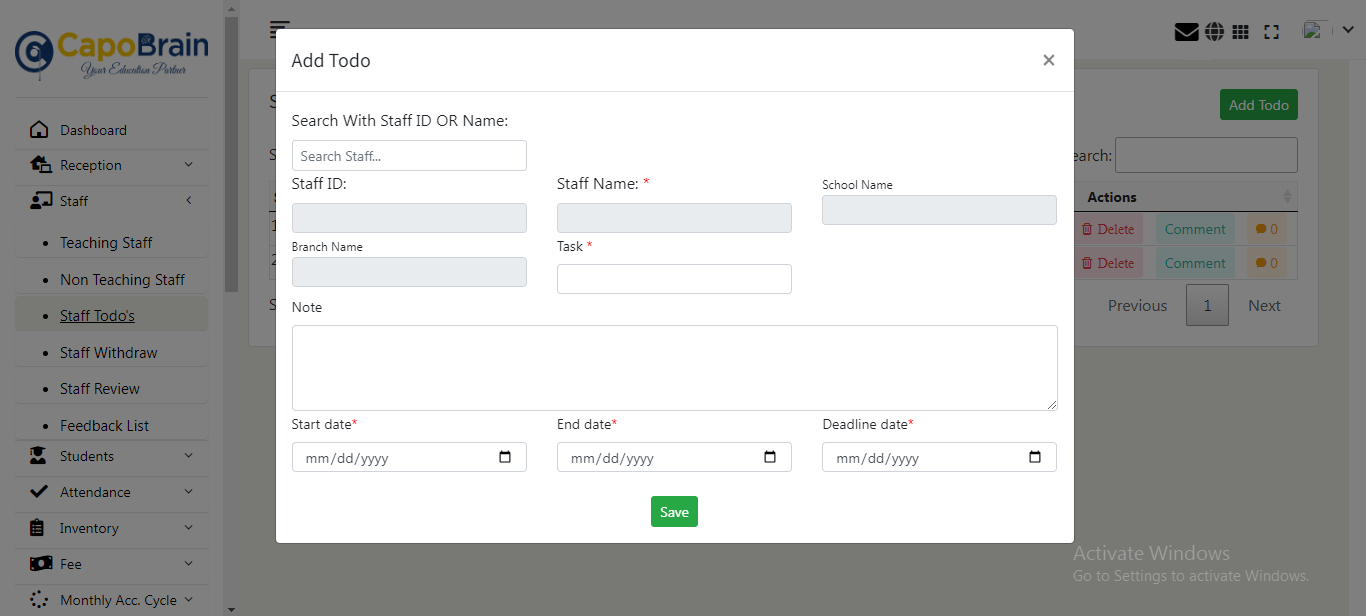 CapoBrain
Your Education Partner
Dashboard
Reception
Staff
Teaching Staff
Non Teaching Staff
Staff Todo's
Staff Withdraw
Staff Review
Feedback List
Students
Attendance
Inventory
Fee
Monthly Acc. Cycle
Add Todo
×
Search With Staff ID OR Name:
Search Staff...
Staff ID:
Staff Name: *
School Name
Branch Name
Task *
Note
Start date*
End date*
Deadline date*
mm/dd/yyyy
mm/dd/yyyy
mm/dd/yyyy
Save
Add Todo
earch:
Actions
Delete Comment 0
Delete Comment 0
Previous 1 Next
Activate Windows
Go to Settings to activate Windows.